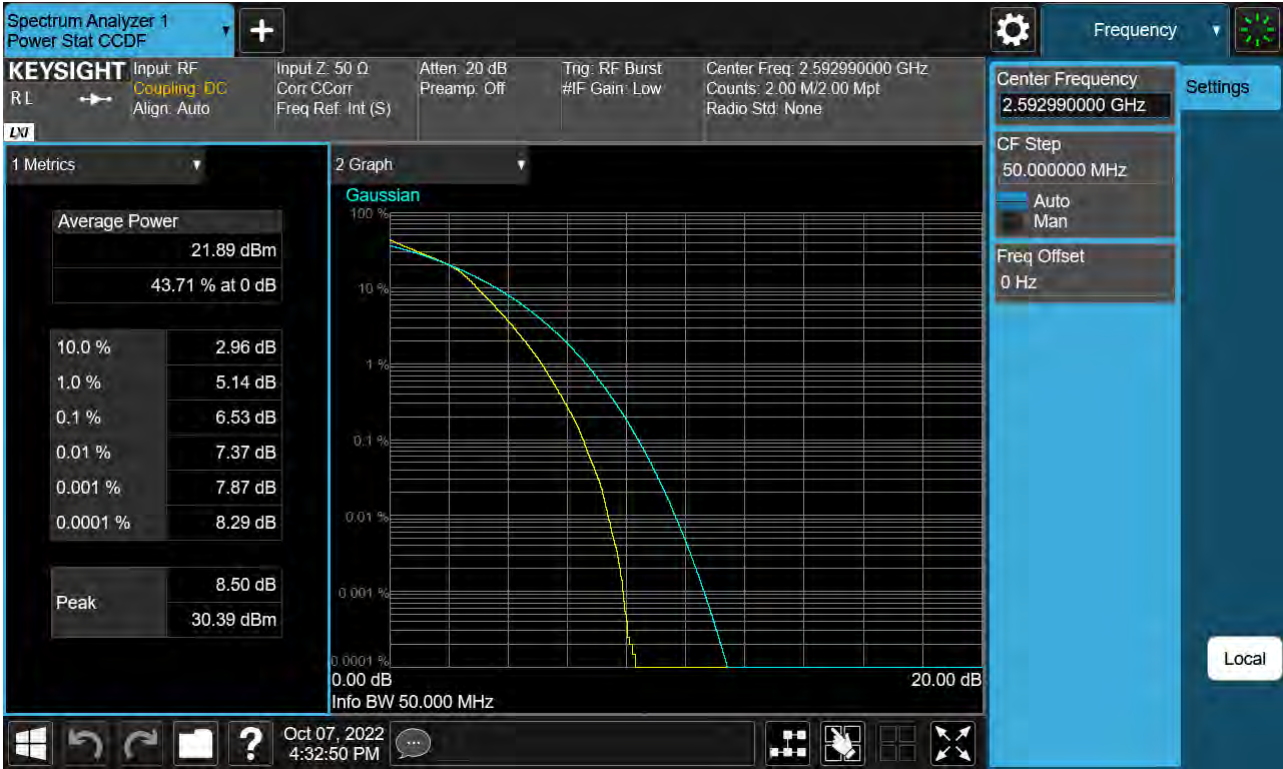 Spectrum Analyzer 1
Power Stat CCDF
+
Frequency
KEYSIGHT
R L
LXI
Input: RF
Coupling: DC
Align: Auto
Input Z: 50 Ω
Corr CCorr
Freq Ref: Int (S)
Atten: 20 dB
Preamp: Off
Trig: RF Burst
#IF Gain: Low
Center Freq: 2.592990000 GHz
Counts: 2.00 M/2.00 Mpt
Radio Std: None
Center Frequency
2.592990000 GHz
Settings
CF Step
50.000000 MHz
Auto
Man
Freq Offset
0 Hz
Local
1 Metrics
Average Power
21.89 dBm
43.71 % at 0 dB
10.0 % 2.96 dB
1.0 % 5.14 dB
0.1 % 6.53 dB
0.01 % 7.37 dB
0.001 % 7.87 dB
0.0001 % 8.29 dB
Peak
8.50 dB
30.39 dBm
2 Graph
Gaussian
100 %
10 %
1 %
0.1 %
0.01 %
0.001 %
0.0001 %
0.00 dB 20.00 dB
Info BW 50.000 MHz
?
Oct 07, 2022
4:32:50 PM